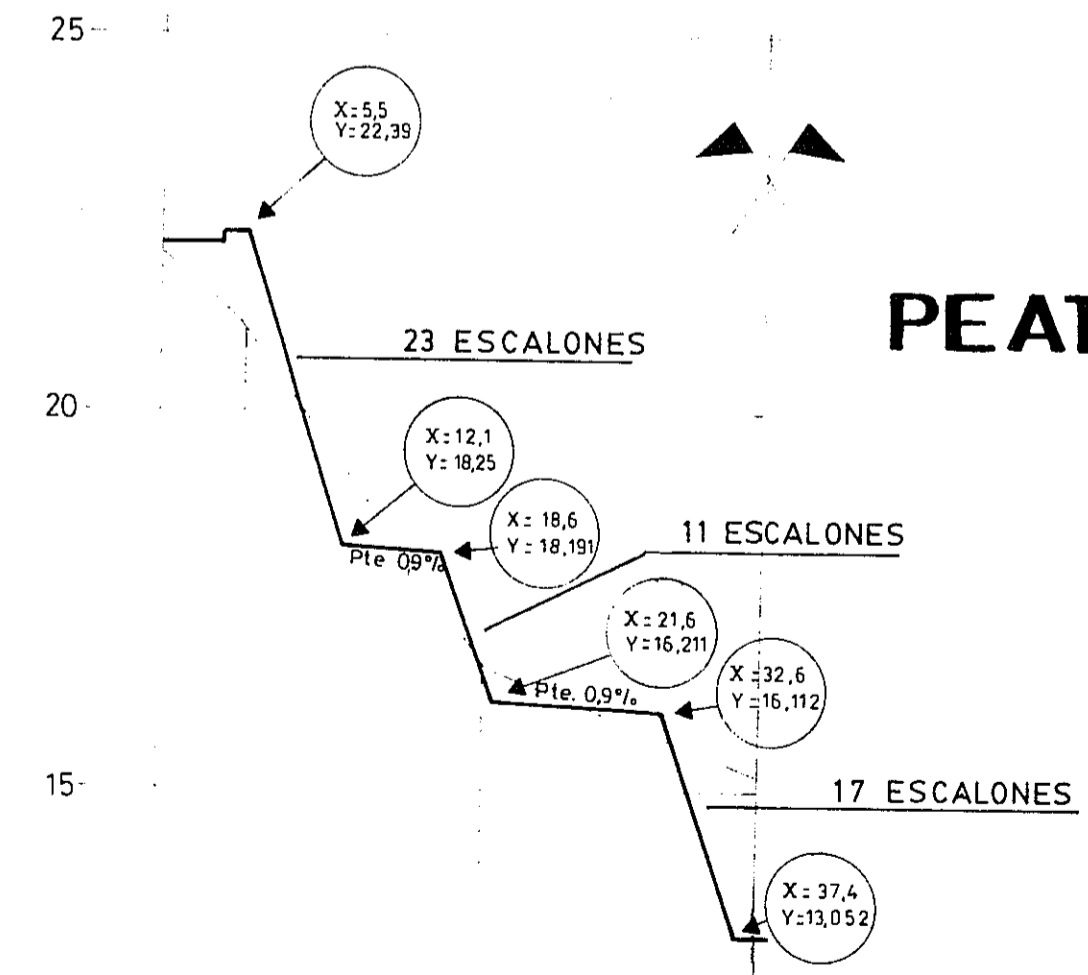 25
X=5,5
Y=22,39
PEAT
23 ESCALONES
20
X=12,1
Y=18,25
X=18,6
Y=18,191
11 ESCALONES
Pte 0,9%
X=21,6
Y=16,211
Pte. 0,9%
X=32,6
Y=16,112
15
17 ESCALONES
X=37,4
Y=13,052